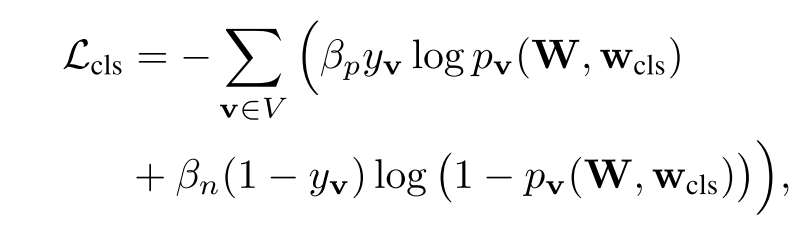 $\mathcal{L}_{\text{cls}} = -\sum_{\mathbf{v} \in V} \Big( \beta_p y_{\mathbf{v}} \log p_{\mathbf{v}}(\mathbf{W}, \mathbf{w}_{\text{cls}})$
$+ \beta_n (1 - y_{\mathbf{v}}) \log \big( 1 - p_{\mathbf{v}}(\mathbf{W}, \mathbf{w}_{\text{cls}}) \big) \Big),$